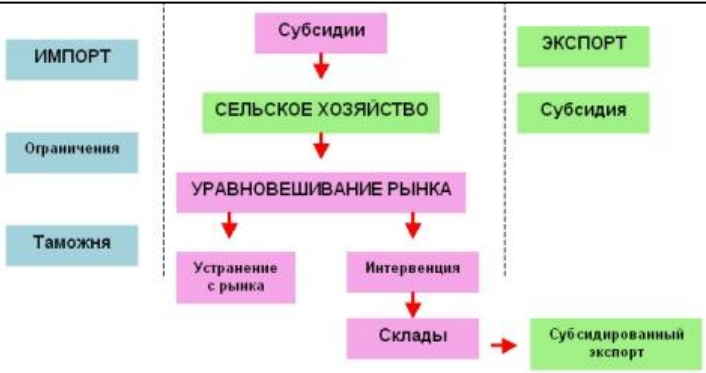 Субсидии
ИМПОРТ
ЭКСПОРТ
СЕЛЬСКОЕ ХОЗЯЙСТВО
Субсидия
Ограничения
УРАВНОВЕШИВАНИЕ РЫНКА
Таможня
Устранение
с рынка
Интервенция
Склады
Субсидированный
экспорт